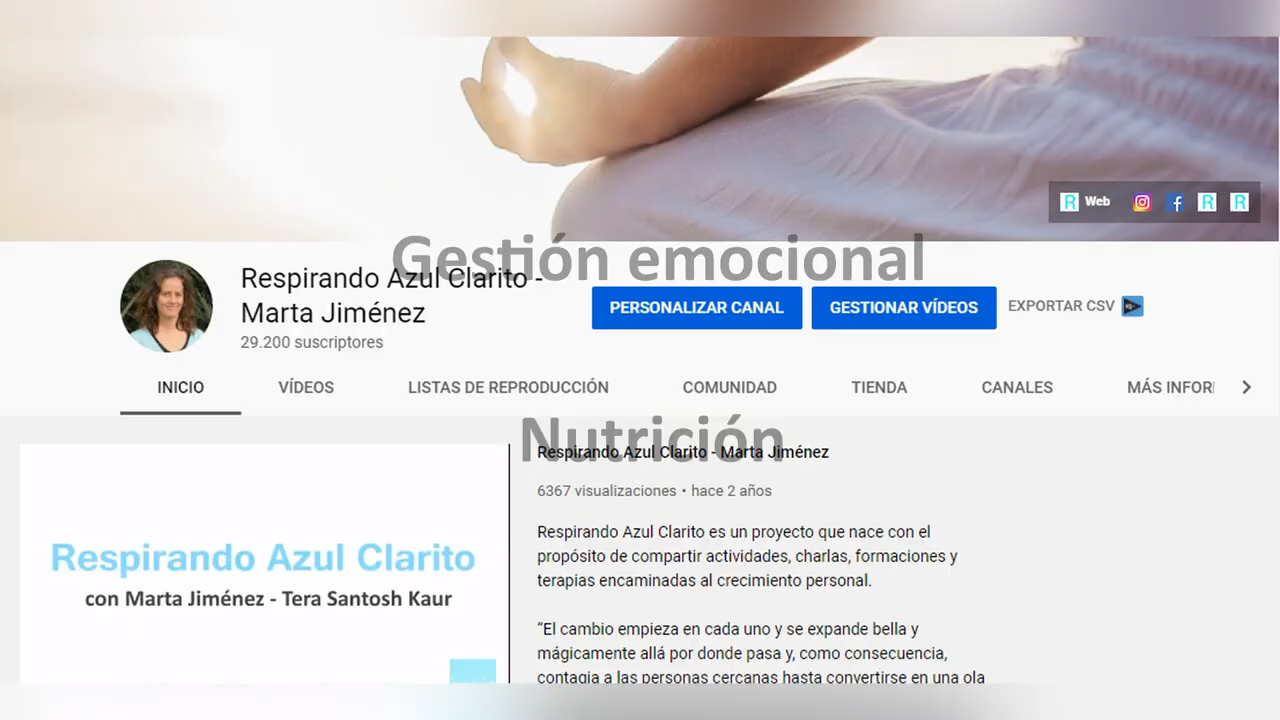 R Web R R
Gestión emocional
Respirando Azul Clarito -
Marta Jiménez
29.200 suscriptores
PERSONALIZAR CANAL
GESTIONAR VÍDEOS
EXPORTAR CSV
INICIO
VÍDEOS
LISTAS DE REPRODUCCIÓN
COMUNIDAD
TIENDA
CANALES
MÁS INFOR
Nutrición
Respirando Azul Clarito
con Marta Jiménez - Tera Santosh Kaur
Respirando Azul Clarito - Marta Jiménez
6367 visualizaciones • hace 2 años
Respirando Azul Clarito es un proyecto que nace con el
propósito de compartir actividades, charlas, formaciones y
terapias encaminadas al crecimiento personal.
“El cambio empieza en cada uno y se expande bella y
mágicamente allá por donde pasa y, como consecuencia,
contagia a las personas cercanas hasta convertirse en una ola